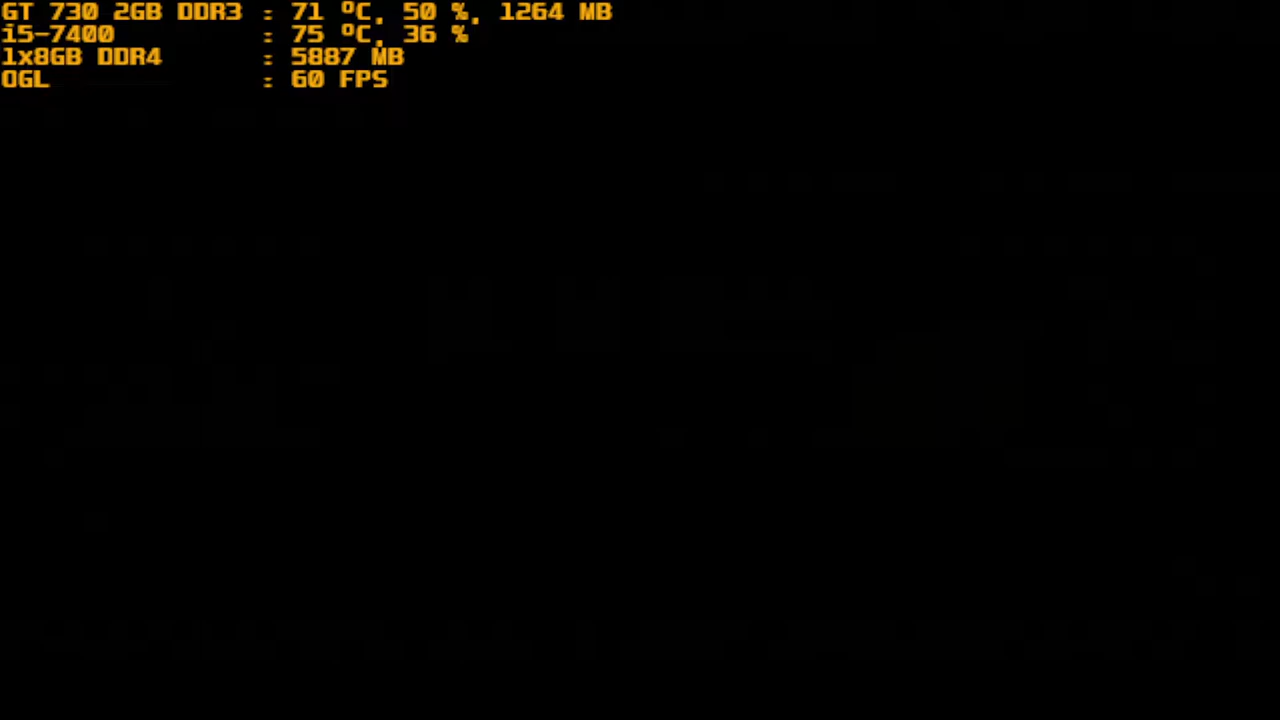 GT 730 2GB DDR3 : 71 ºC, 50 %, 1264 MB
i5-7400 : 75 ºC, 36 %
1x8GB DDR4 : 5887 MB
OGL : 60 FPS